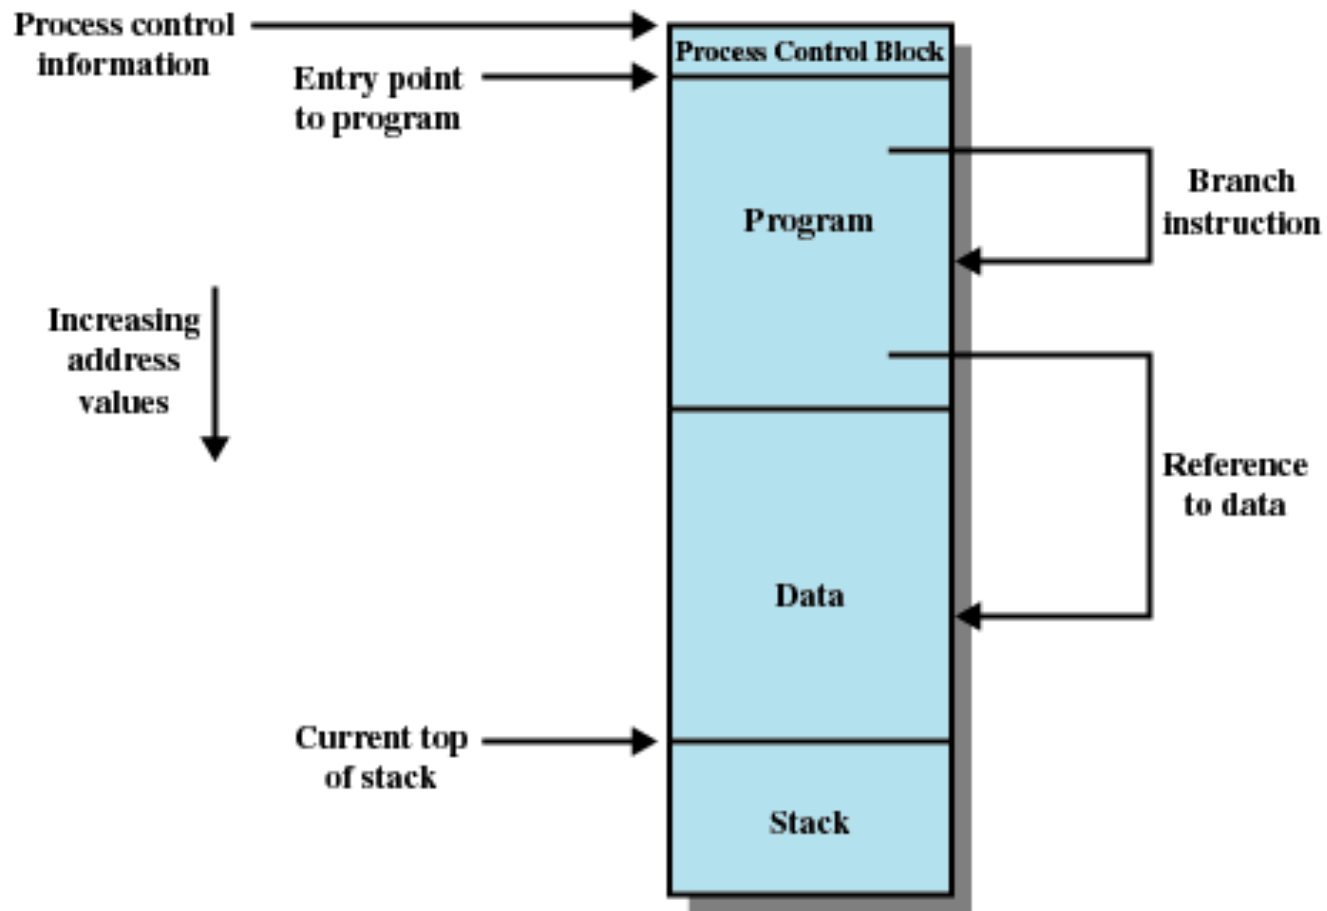 Process control
information
Process Control Block
Entry point
to program
Branch
instruction
Program
Increasing
address
values
Reference
to data
Data
Current top
of stack
Stack